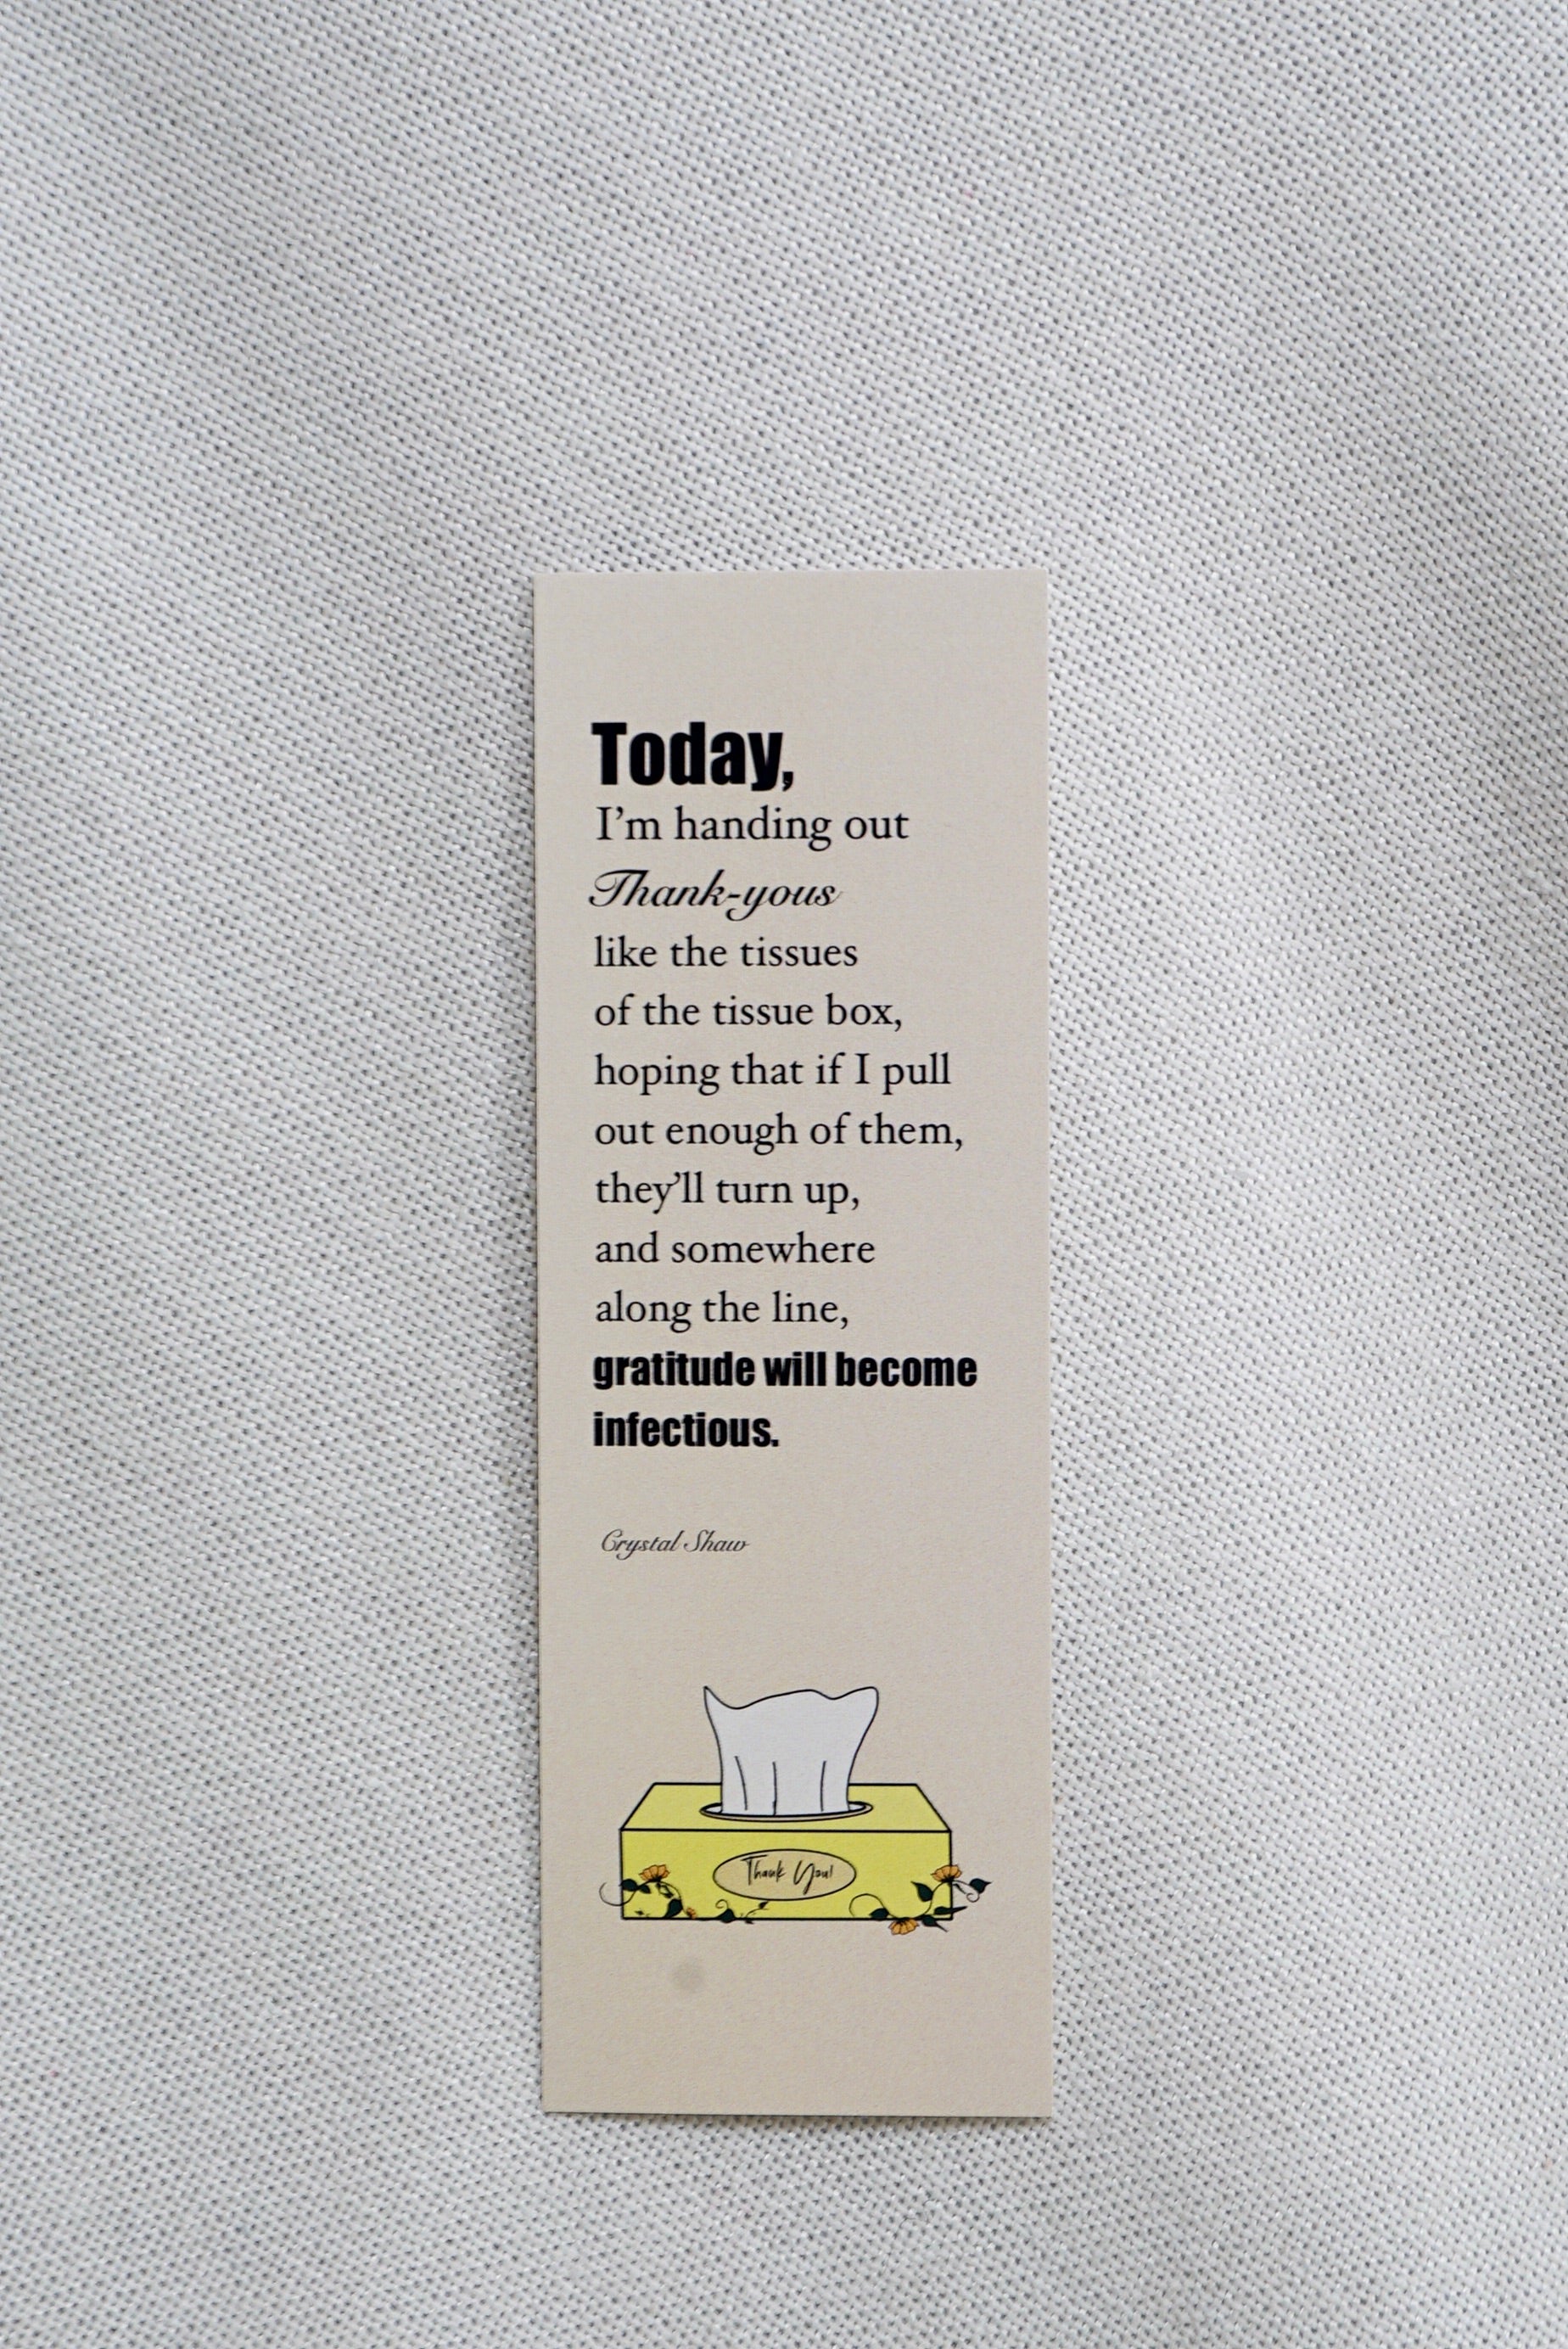 Today,
I'm handing out
Thank-yous
like the tissues
of the tissue box,
hoping that if I pull
out enough of them,
they'll turn up,
and somewhere
along the line,
gratitude will become
infectious.
Crystal Shaw
Thank You!